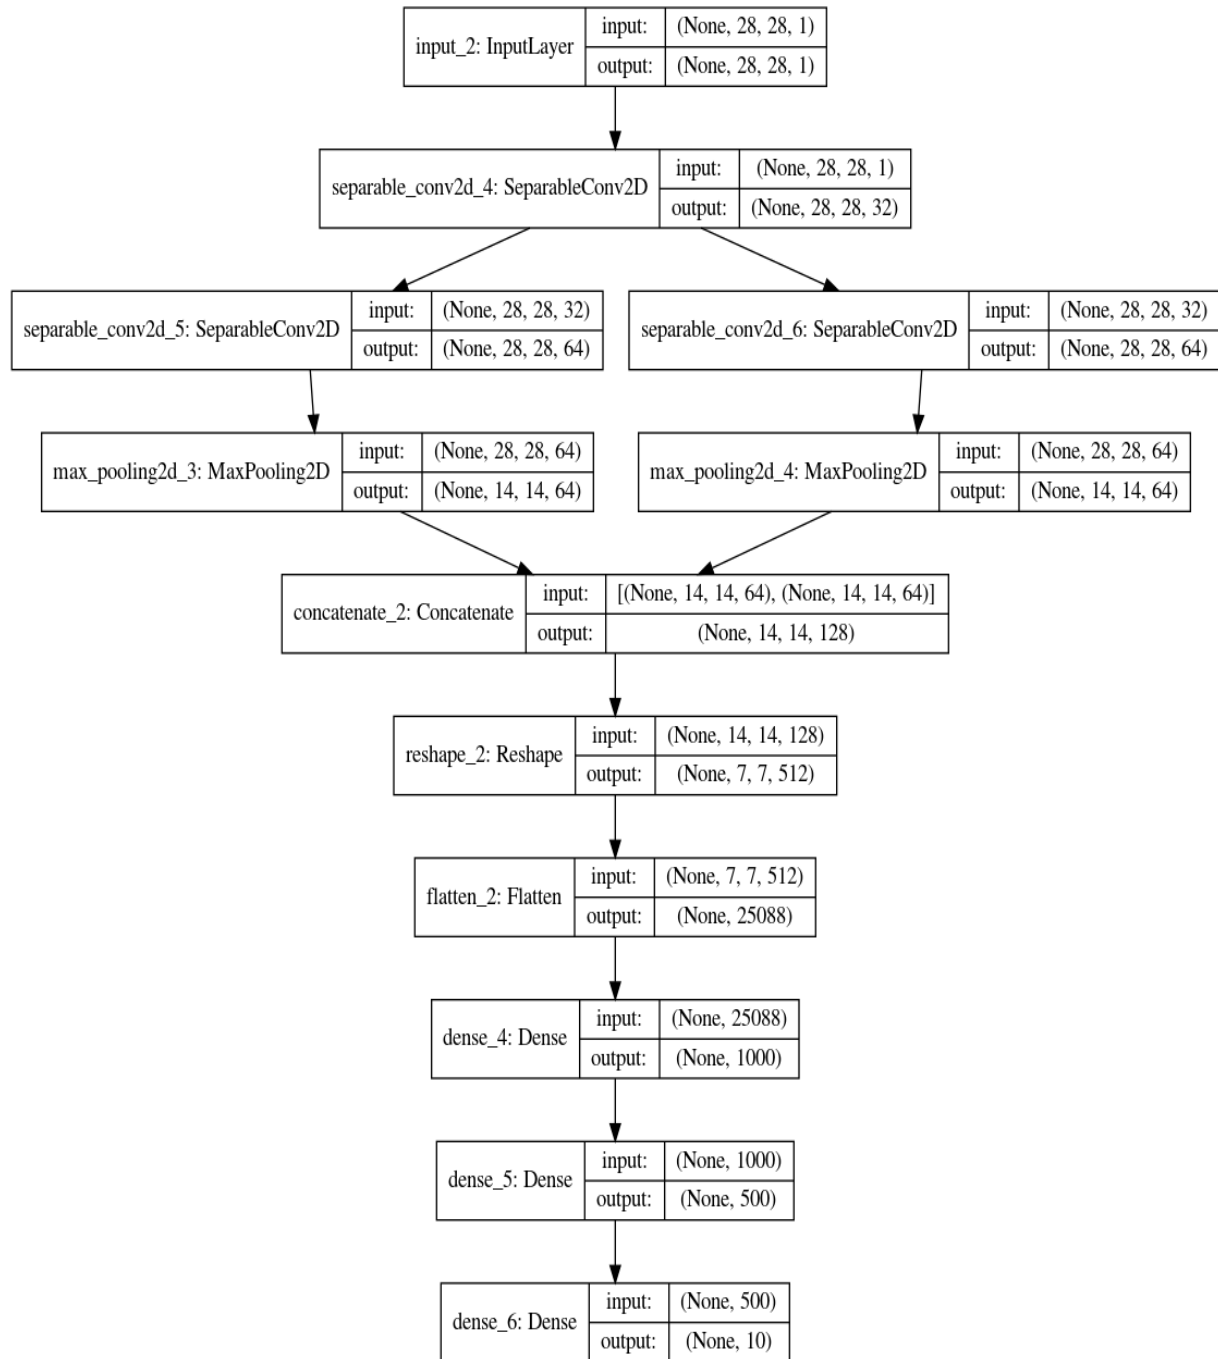 input_2: InputLayer
input: (None, 28, 28, 1)
output: (None, 28, 28, 1)
separable_conv2d_4: SeparableConv2D
input: (None, 28, 28, 1)
output: (None, 28, 28, 32)
separable_conv2d_5: SeparableConv2D
input: (None, 28, 28, 32)
output: (None, 28, 28, 64)
separable_conv2d_6: SeparableConv2D
input: (None, 28, 28, 32)
output: (None, 28, 28, 64)
max_pooling2d_3: MaxPooling2D
input: (None, 28, 28, 64)
output: (None, 14, 14, 64)
max_pooling2d_4: MaxPooling2D
input: (None, 28, 28, 64)
output: (None, 14, 14, 64)
concatenate_2: Concatenate
input: [(None, 14, 14, 64), (None, 14, 14, 64)]
output: (None, 14, 14, 128)
reshape_2: Reshape
input: (None, 14, 14, 128)
output: (None, 7, 7, 512)
flatten_2: Flatten
input: (None, 7, 7, 512)
output: (None, 25088)
dense_4: Dense
input: (None, 25088)
output: (None, 1000)
dense_5: Dense
input: (None, 1000)
output: (None, 500)
dense_6: Dense
input: (None, 500)
output: (None, 10)